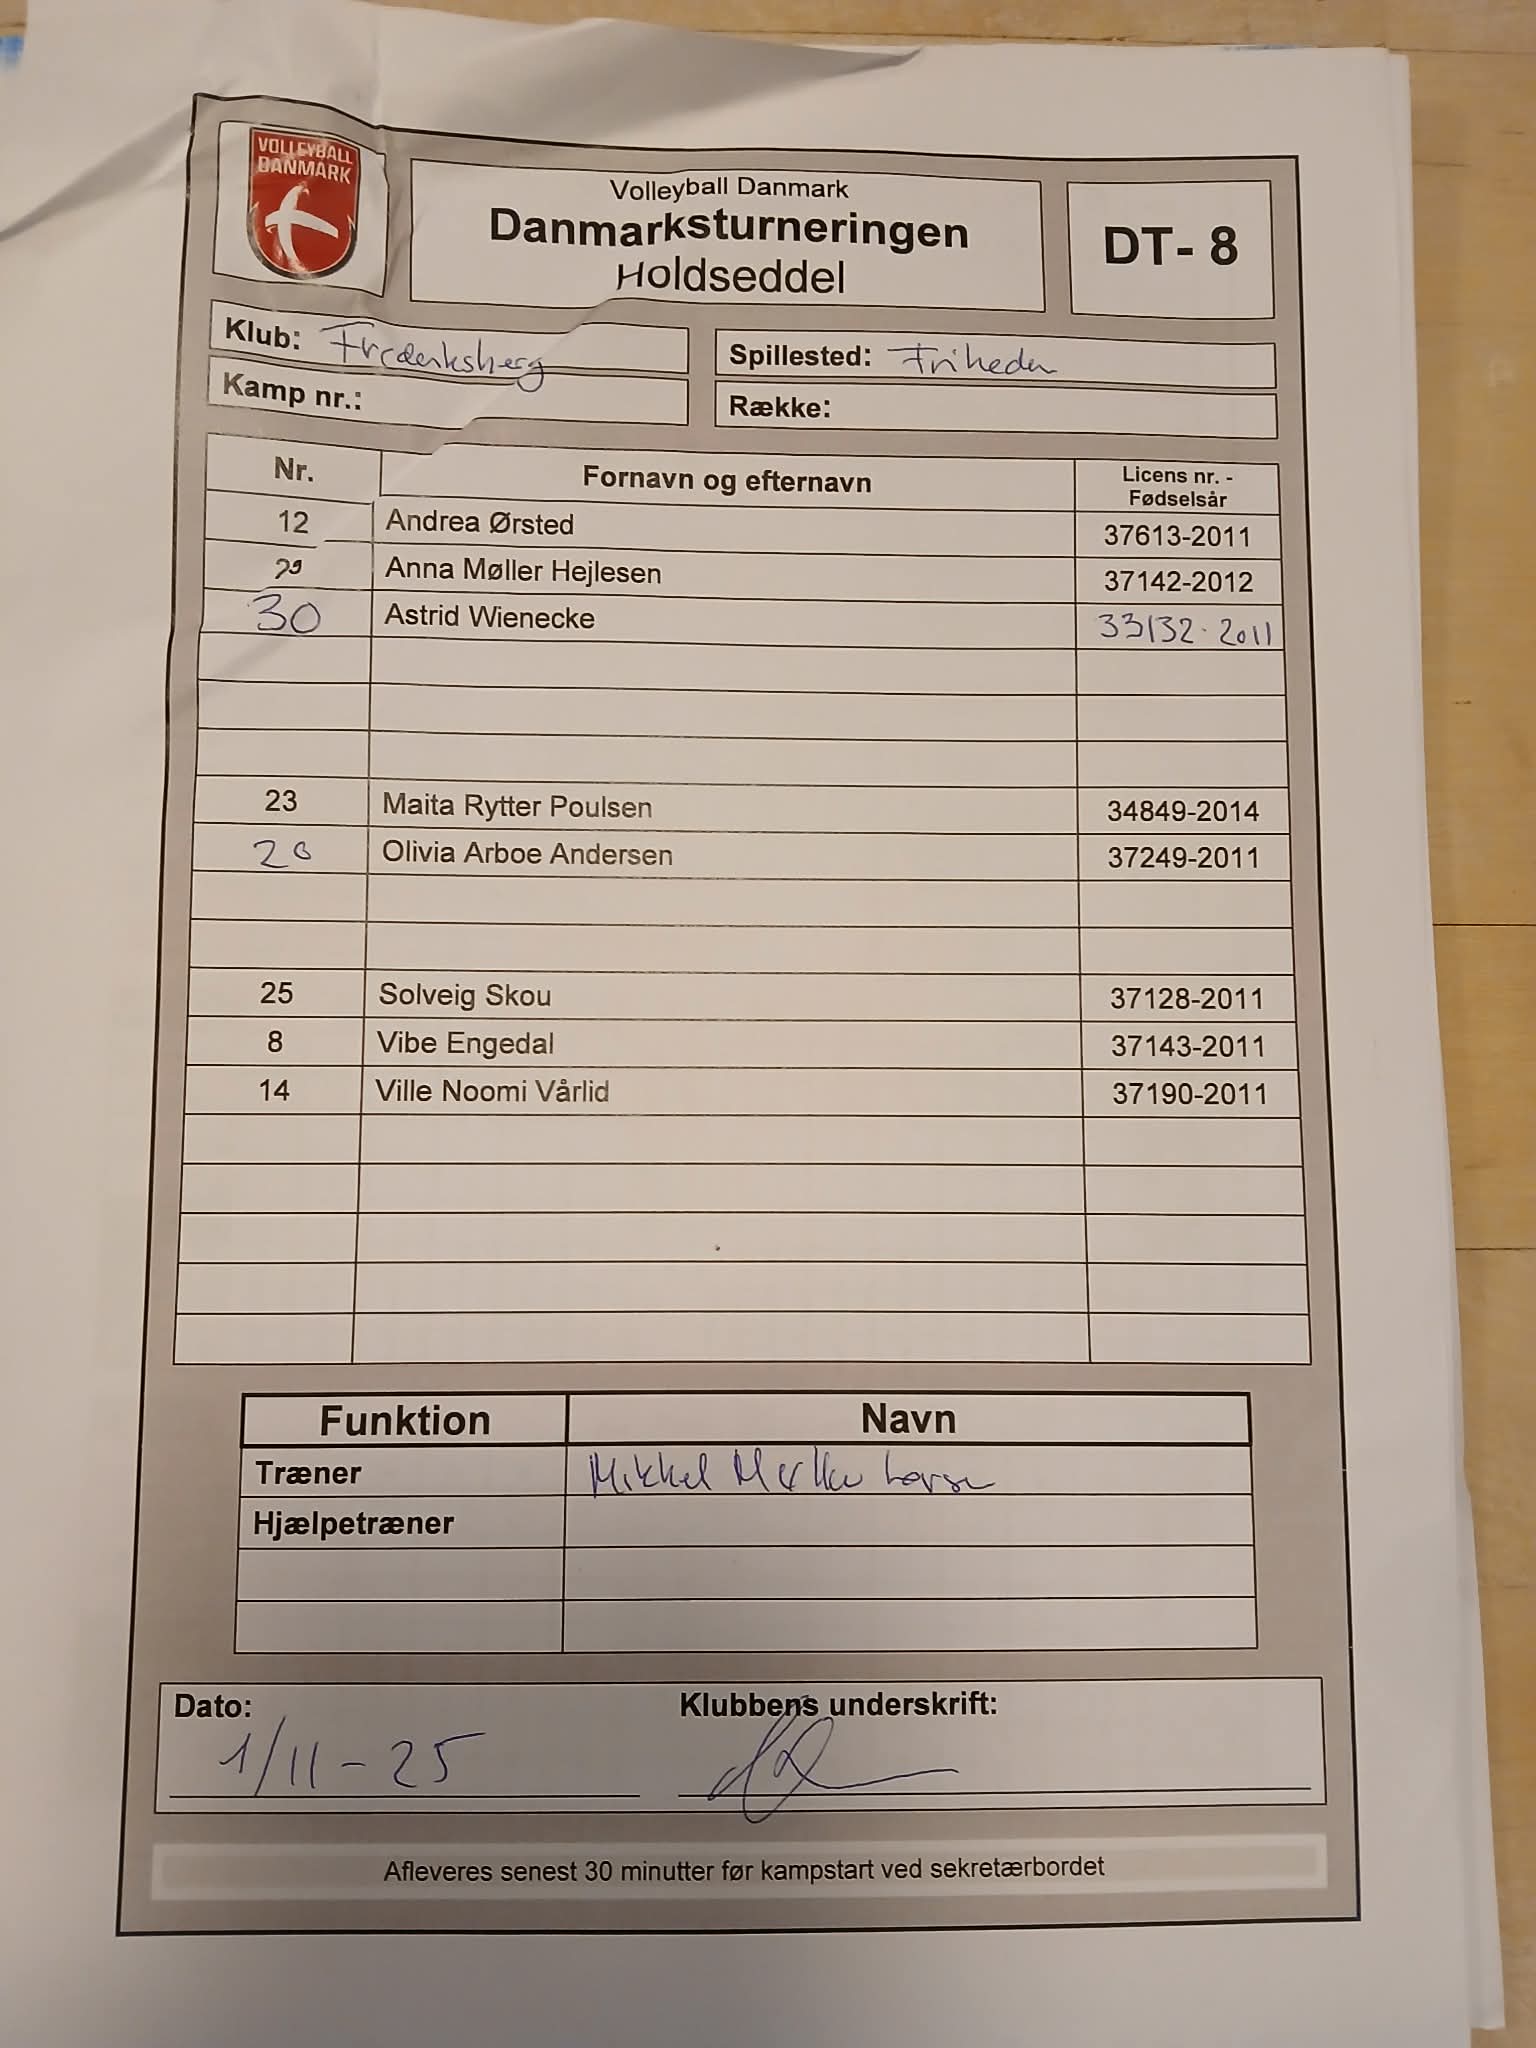 VOLLEYBALL
DANMARK
Volleyball Danmark
Danmarksturneringen
Holdseddel
DT- 8
Klub: Frederiksberg
Spillested: Friheden
Kamp nr.:
Række:
Nr. Fornavn og efternavn Licens nr. -
Fødselsår
12 Andrea Ørsted 37613-2011
Anna Møller Hejlesen 37142-2012
30 Astrid Wienecke 33132-2011
23 Maita Rytter Poulsen 34849-2014
20 Olivia Arboe Andersen 37249-2011
25 Solveig Skou 37128-2011
8 Vibe Engedal 37143-2011
14 Ville Noomi Vårlid 37190-2011
Funktion Navn
Træner Mikkel Møller Larsen
Hjælpetræner
Dato: Klubbens underskrift:
1/11-25
Afleveres senest 30 minutter før kampstart ved sekretærbordet